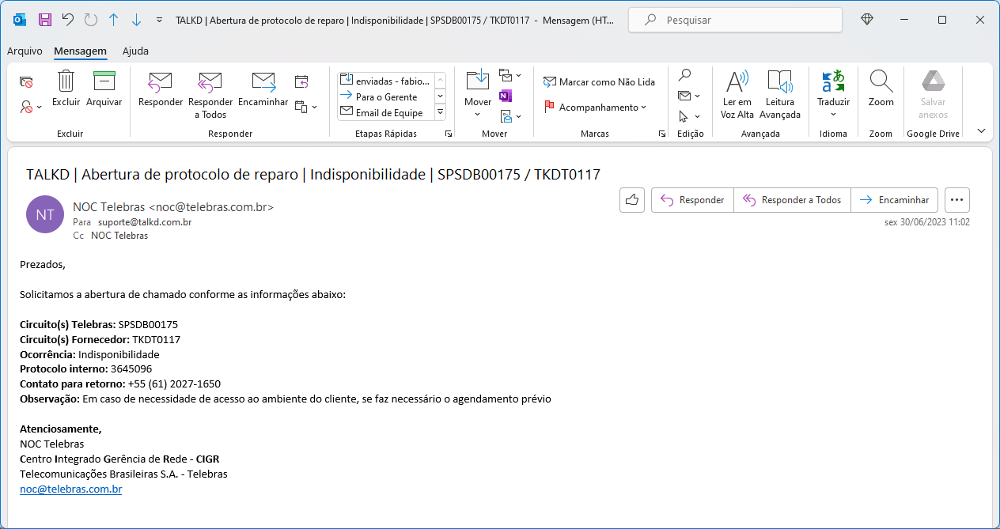 TALKD | Abertura de protocolo de reparo | Indisponibilidade | SPSDB00175 / TKDT0117 - Mensagem (HT...
Pesquisar
Arquivo Mensagem Ajuda
Excluir Arquivar
Responder Responder a Todos Encaminhar
enviadas - fabio...
Para o Gerente
Email de Equipe
Mover
Marcar como Não Lida
Acompanhamento
Ler em Voz Alta
Leitura Avançada
Traduzir
Zoom
Salvar anexos
Excluir Responder Etapas Rápidas Mover Marcas Edição Avançada Idioma Zoom Google Drive
TALKD | Abertura de protocolo de reparo | Indisponibilidade | SPSDB00175 / TKDT0117
NT
NOC Telebras <noc@telebras.com.br>
Para suporte@talkd.com.br
Cc NOC Telebras
Responder Responder a Todos Encaminhar
sex 30/06/2023 11:02
Prezados,
Solicitamos a abertura de chamado conforme as informações abaixo:
Circuito(s) Telebras: SPSDB00175
Circuito(s) Fornecedor: TKDT0117
Ocorrência: Indisponibilidade
Protocolo interno: 3645096
Contato para retorno: +55 (61) 2027-1650
Observação: Em caso de necessidade de acesso ao ambiente do cliente, se faz necessário o agendamento prévio
Atenciosamente,
NOC Telebras
Centro Integrado Gerência de Rede - CIGR
Telecomunicações Brasileiras S.A. - Telebras
noc@telebras.com.br